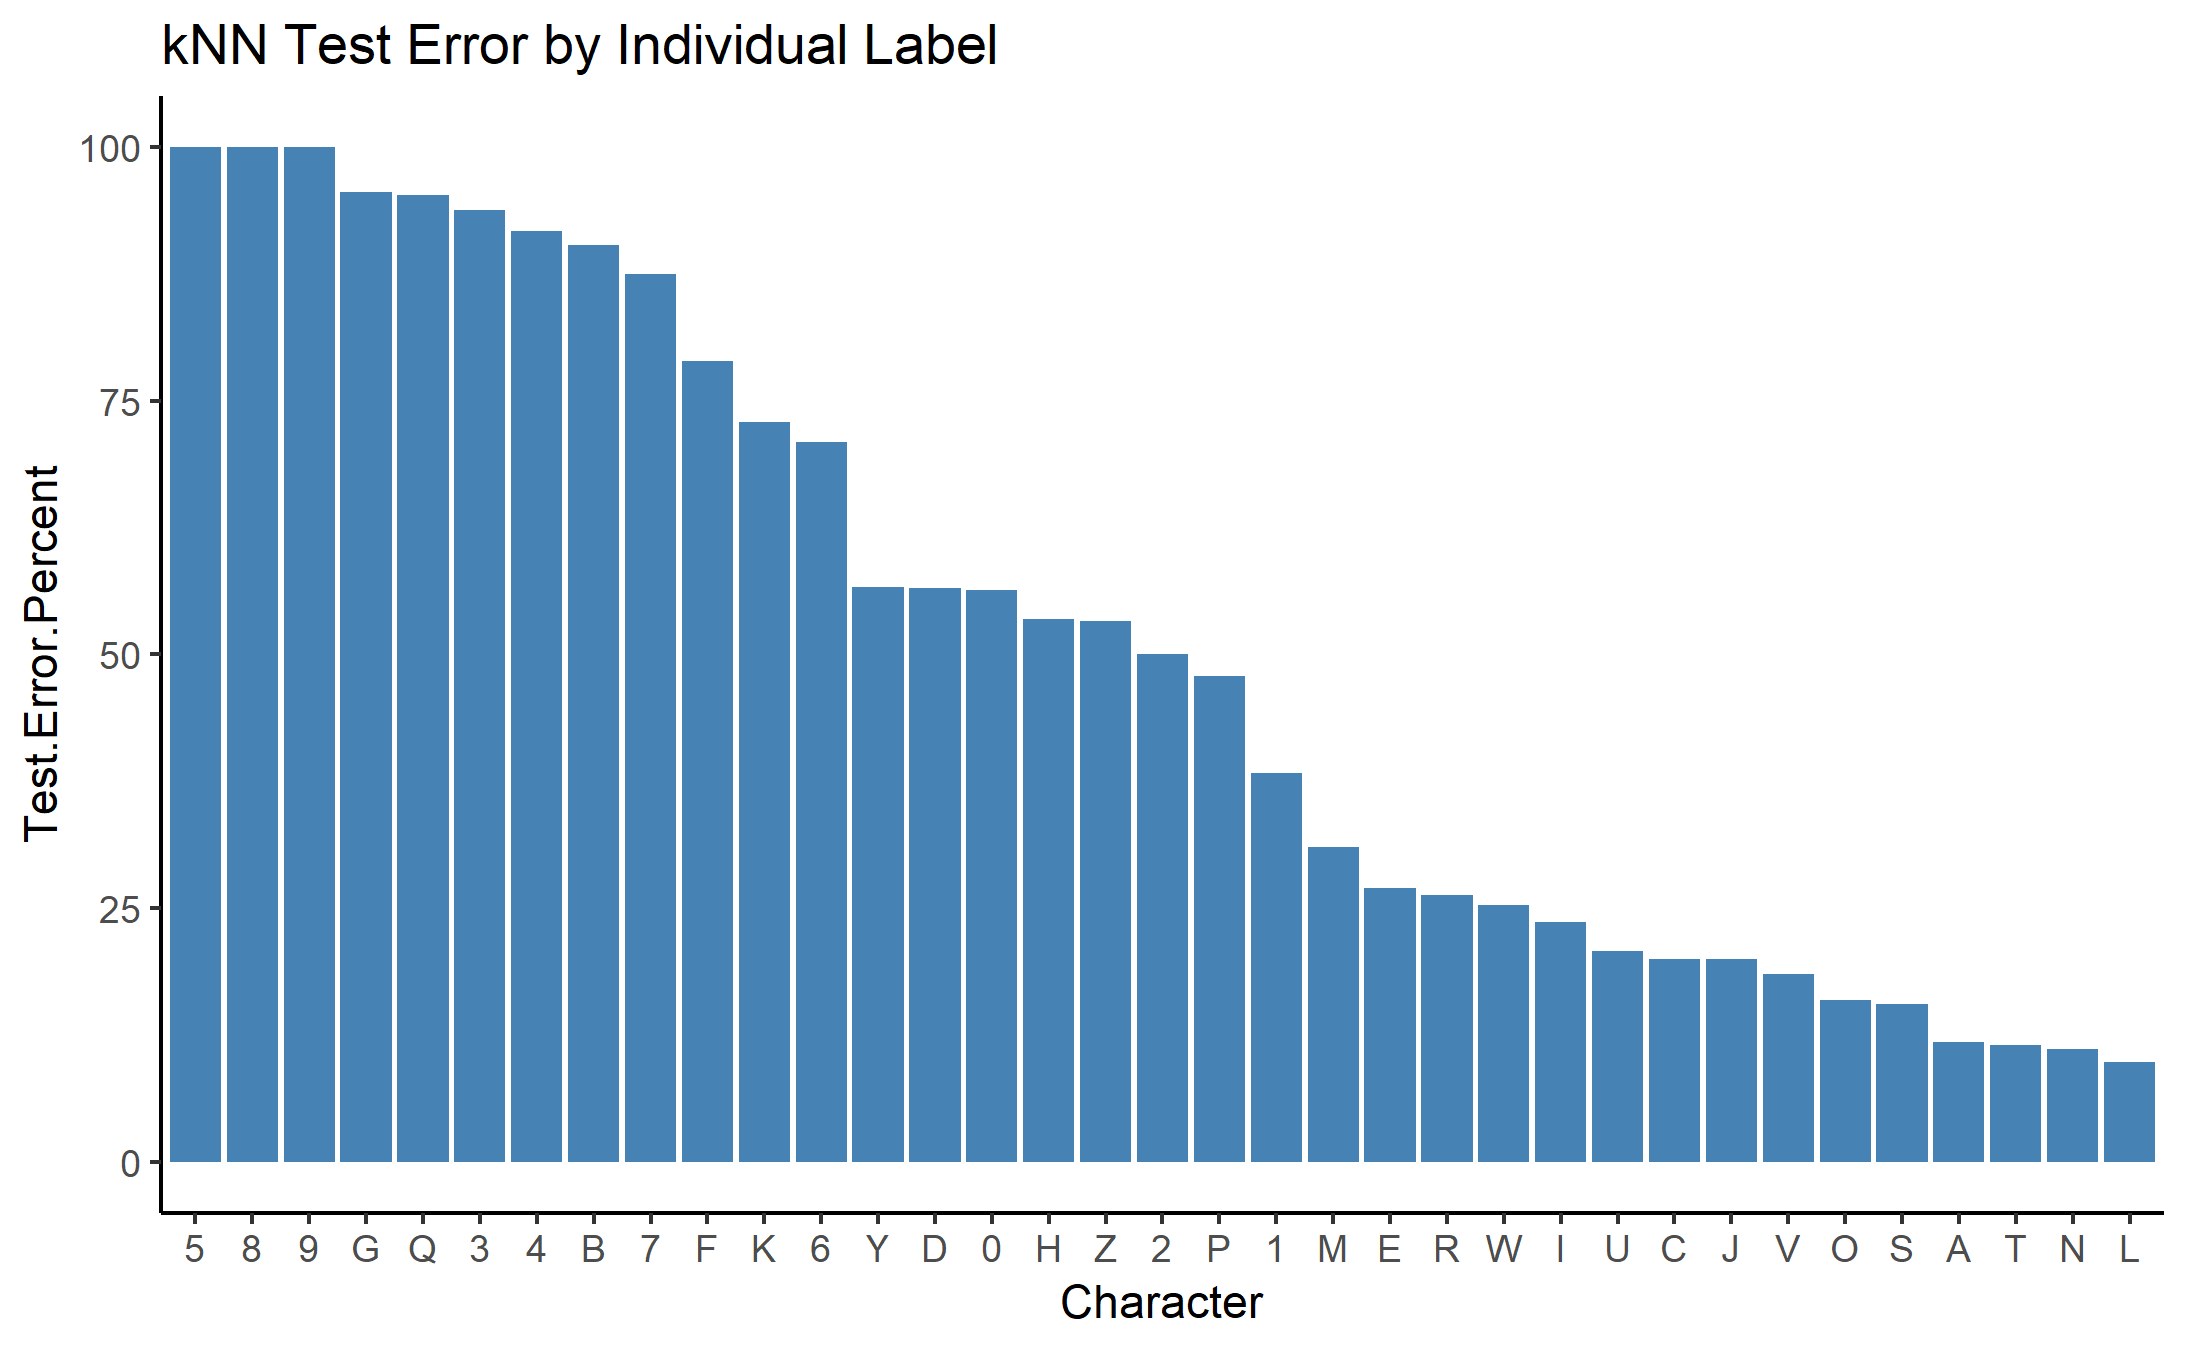 kNN Test Error by Individual Label
Test.Error.Percent
100
75
50
25
0
5 8 9 G Q 3 4 B 7 F K 6 Y D 0 H Z 2 P 1 M E R W I U C J V O S A T N L
Character